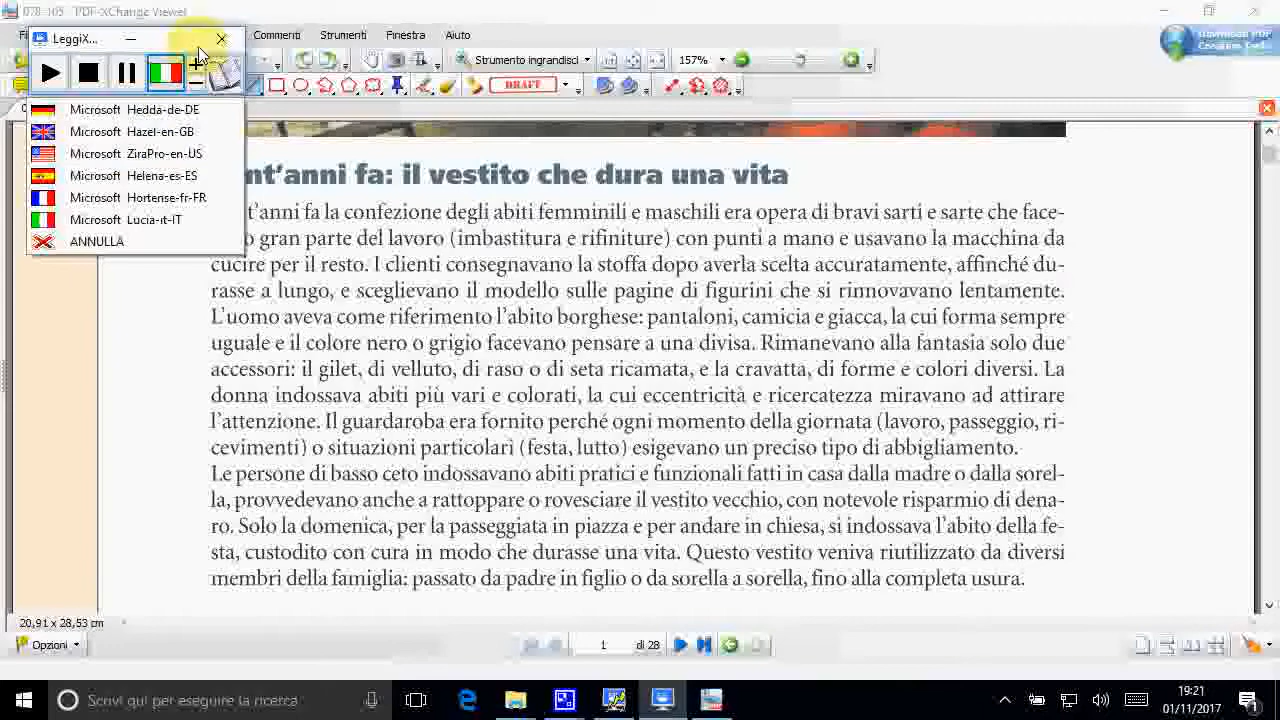 078-105 - PDF-XChange Viewer
LeggiX...
Commenti Strumenti Finestra Aiuto
Download PDF
Creation Tools
Strumento ingrandisci
157%
DRAFT
Microsoft Hedda-de-DE
Microsoft Hazel-en-GB
Microsoft ZiraPro-en-US
Microsoft Helena-es-ES
Microsoft Hortense-fr-FR
Microsoft Lucia-it-IT
ANNULLA
nt'anni fa: il vestito che dura una vita
t'anni fa la confezione degli abiti femminili e maschili era opera di bravi sarti e sarte che face-
o gran parte del lavoro (imbastitura e rifiniture) con punti a mano e usavano la macchina da
cucire per il resto. I clienti consegnavano la stoffa dopo averla scelta accuratamente, affinché du-
rasse a lungo, e sceglievano il modello sulle pagine di figurini che si rinnovavano lentamente.
L'uomo aveva come riferimento l'abito borghese: pantaloni, camicia e giacca, la cui forma sempre
uguale e il colore nero o grigio facevano pensare a una divisa. Rimanevano alla fantasia solo due
accessori: il gilet, di velluto, di raso o di seta ricamata, e la cravatta, di forme e colori diversi. La
donna indossava abiti più vari e colorati, la cui eccentricità e ricercatezza miravano ad attirare
l'attenzione. Il guardaroba era fornito perché ogni momento della giornata (lavoro, passeggio, ri-
cevimenti) o situazioni particolari (festa, lutto) esigevano un preciso tipo di abbigliamento.
Le persone di basso ceto indossavano abiti pratici e funzionali fatti in casa dalla madre o dalla sorel-
la, provvedevano anche a rattoppare o rovesciare il vestito vecchio, con notevole risparmio di dena-
ro. Solo la domenica, per la passeggiata in piazza e per andare in chiesa, si indossava l'abito della fe-
sta, custodito con cura in modo che durasse una vita. Questo vestito veniva riutilizzato da diversi
membri della famiglia: passato da padre in figlio o da sorella a sorella, fino alla completa usura.
20,91 x 28,53 cm
Opzioni
1 di 28
Scrivi qui per eseguire la ricerca
19:21
01/11/2017
1